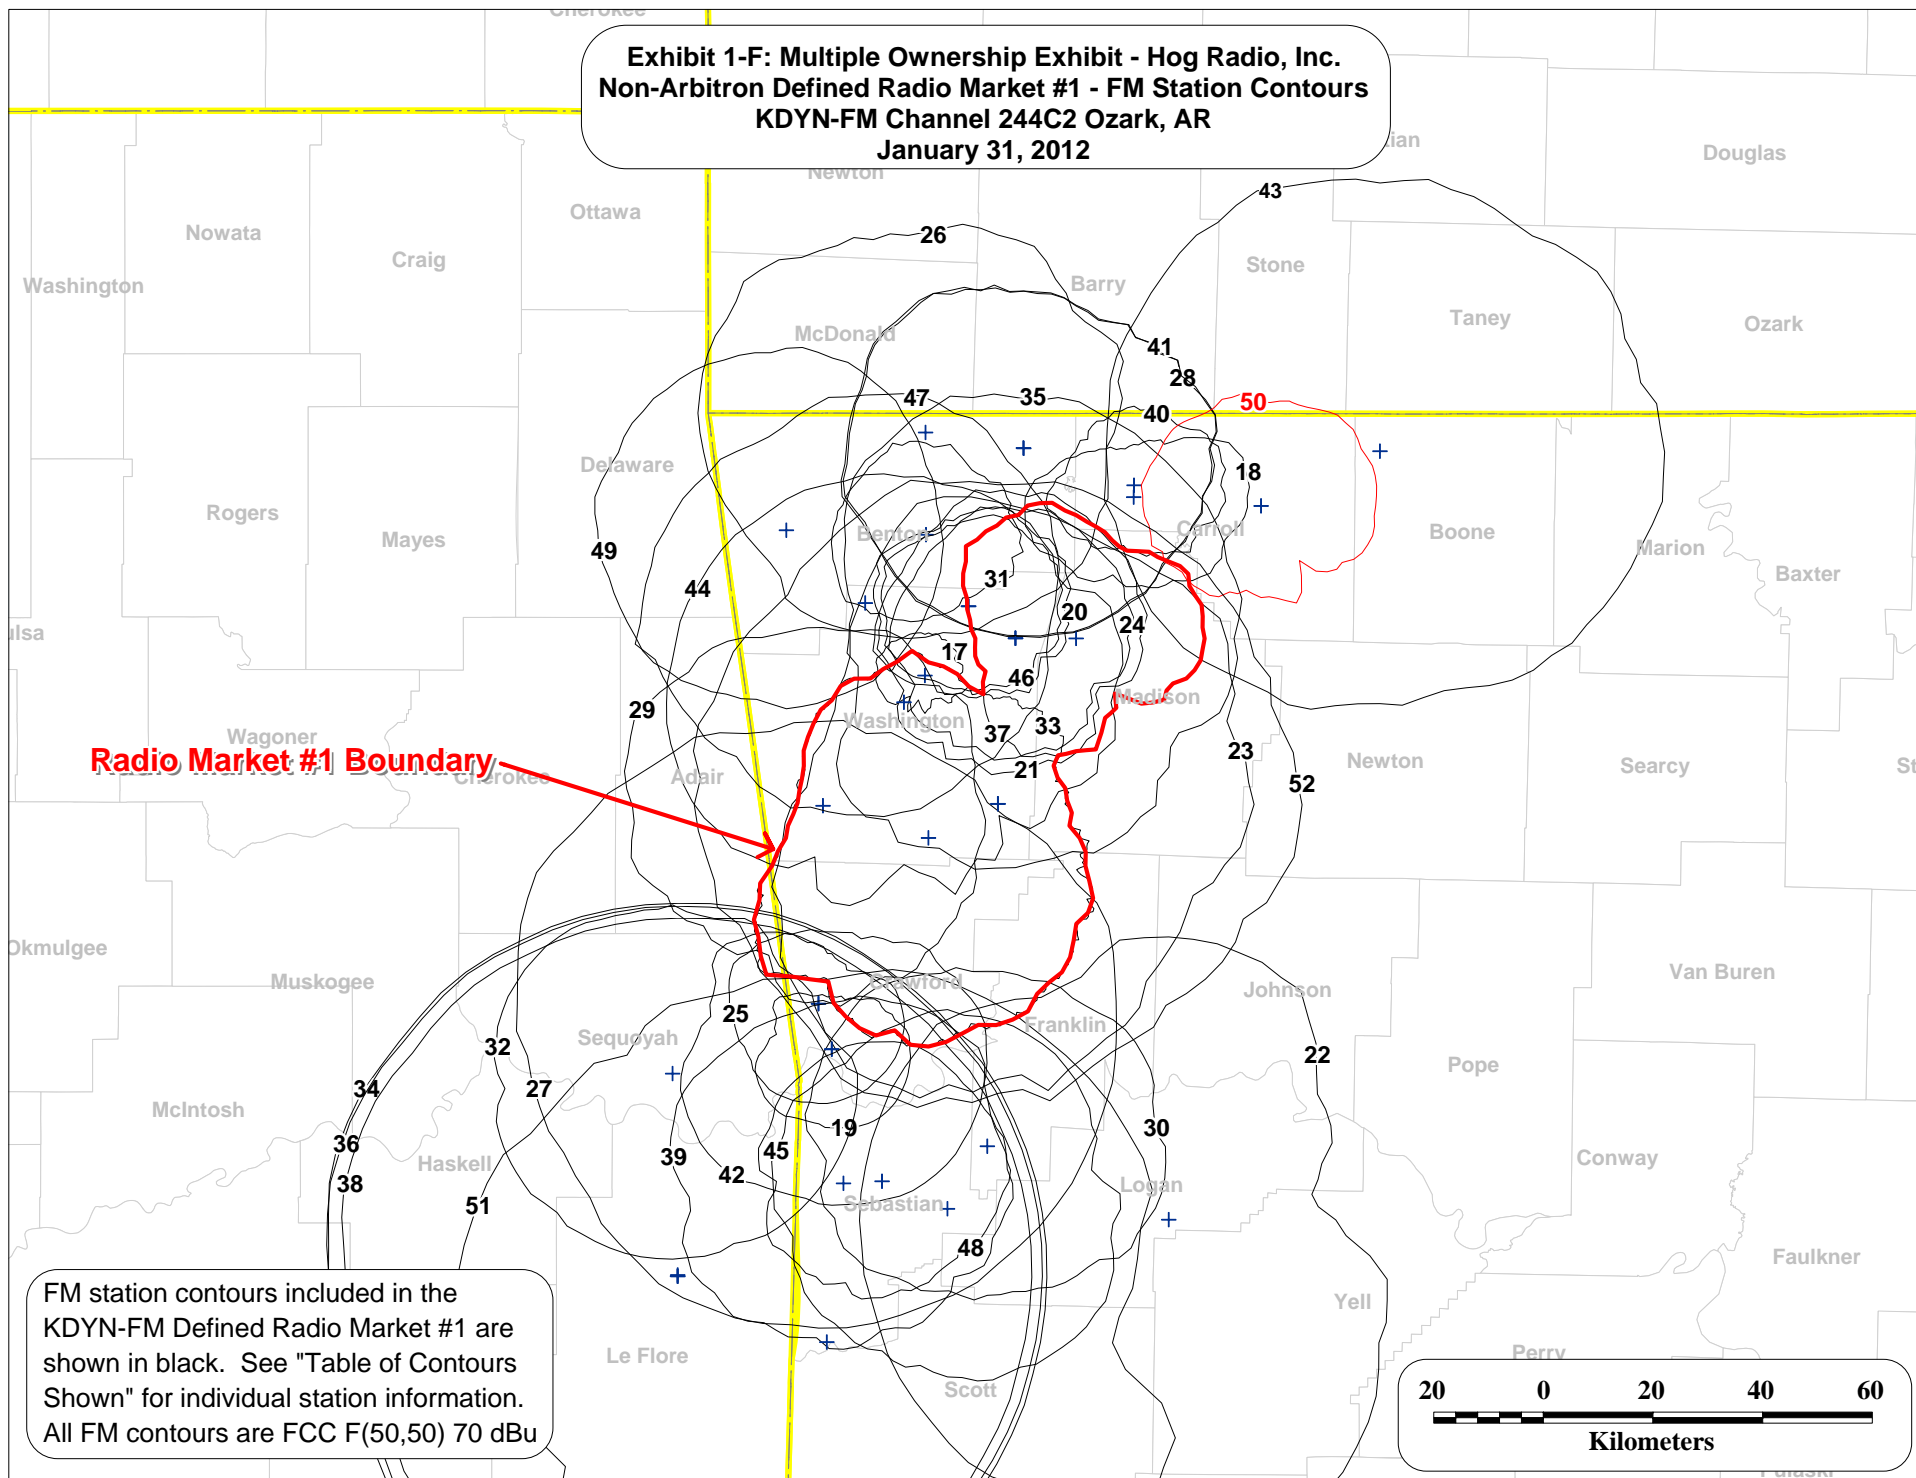 Cherokee
Exhibit 1-F: Multiple Ownership Exhibit - Hog Radio, Inc.
Non-Arbitron Defined Radio Market #1 - FM Station Contours
KDYN-FM Channel 244C2 Ozark, AR
January 31, 2012
Douglas
Newton
43
Ottawa
Nowata
26
Craig
Stone
Washington
Barry
Taney
Ozark
McDonald
41
28
47
35
50
40
Delaware
18
Rogers
Mayes
Benton
Carroll
Boone
Marion
49
Baxter
31
44
20
24
17
46
Madison
29
Washington
33
37
Wagoner
23
Radio Market #1 Boundary
Newton
Searcy
21
Cherokee
Adair
52
Okmulgee
Van Buren
Muskogee
Crawford
Johnson
25
Franklin
Sequoyah
32
22
Pope
34
27
McIntosh
19
30
36
45
Haskell
39
Conway
42
38
Logan
51
Sebastian
48
Faulkner
FM station contours included in the
KDYN-FM Defined Radio Market #1 are
shown in black. See "Table of Contours
Shown" for individual station information.
All FM contours are FCC F(50,50) 70 dBu
Yell
Le Flore
Perry
Scott
20 0 20 40 60
Kilometers
Pulaski